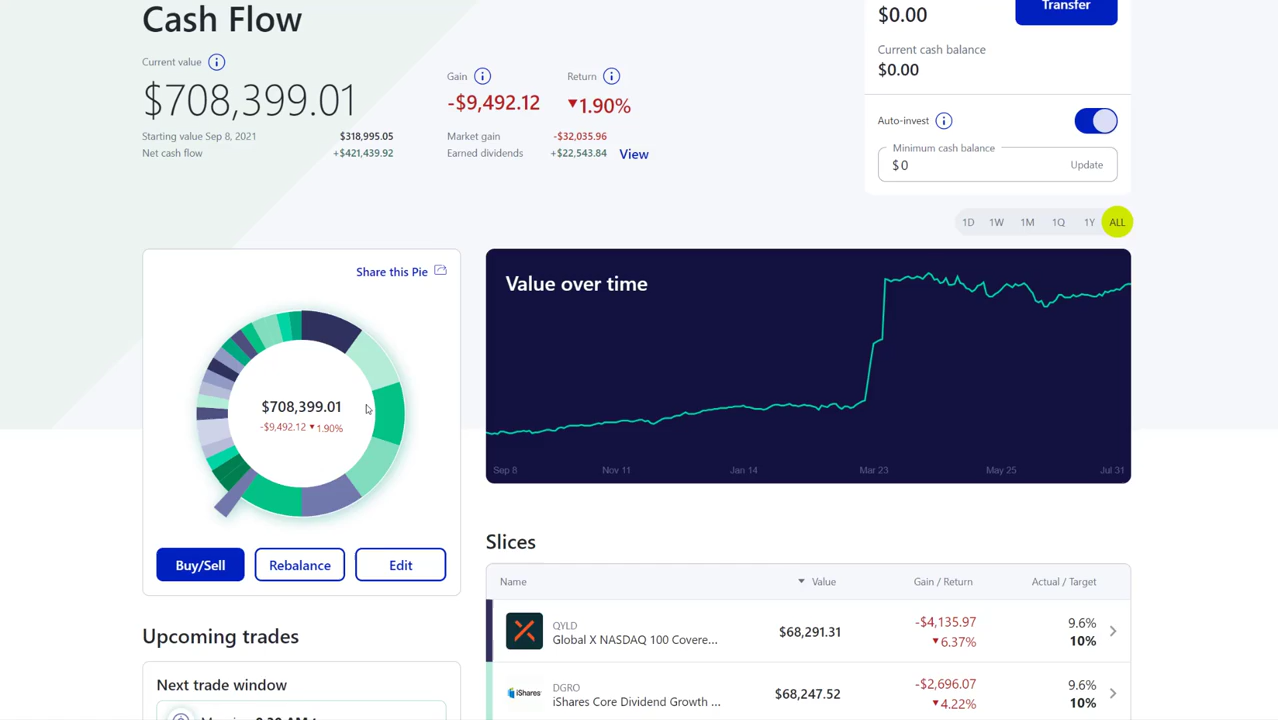 Cash Flow
Current value
$708,399.01
Starting value Sep 8, 2021 $318,995.05
Net cash flow +$421,439.92
Gain Return
-$9,492.12 ▼1.90%
Market gain -$32,035.96
Earned dividends +$22,543.84 View
$0.00 Transfer
Current cash balance
$0.00
Auto-invest
Minimum cash balance
$0 Update
1D 1W 1M 1Q 1Y ALL
Share this Pie
$708,399.01
-$9,492.12 ▼1.90%
Buy/Sell Rebalance Edit
Value over time
Sep 8 Nov 11 Jan 14 Mar 23 May 25 Jul 31
Slices
Name ▼ Value Gain / Return Actual / Target
QYLD
Global X NASDAQ 100 Covere...
$68,291.31
-$4,135.97
▼6.37%
9.6%
10%
iShares
DGRO
iShares Core Dividend Growth ...
$68,247.52
-$2,696.07
▼4.22%
9.6%
10%
Upcoming trades
Next trade window